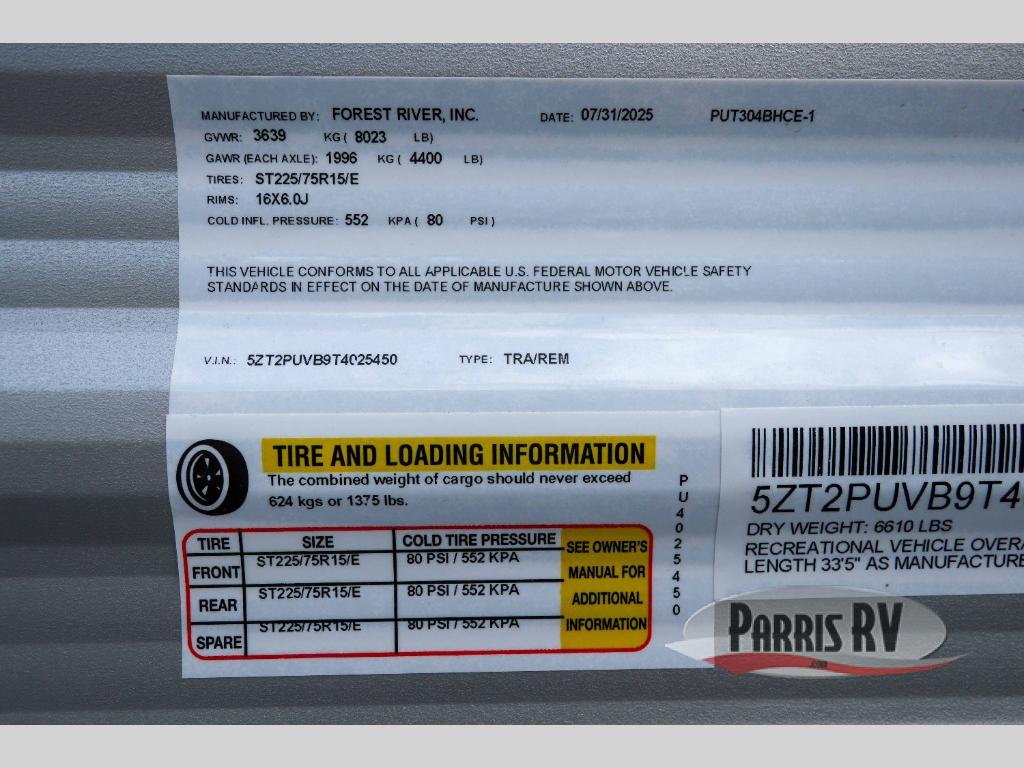 MANUFACTURED BY: FOREST RIVER, INC. DATE: 07/31/2025 PUT304BHCE-1
GVWR: 3639 KG ( 8023 LB)
GAWR (EACH AXLE): 1996 KG ( 4400 LB)
TIRES: ST225/75R15/E
RIMS: 16X6.0J
COLD INFL. PRESSURE: 552 KPA ( 80 PSI )
THIS VEHICLE CONFORMS TO ALL APPLICABLE U.S. FEDERAL MOTOR VEHICLE SAFETY
STANDARDS IN EFFECT ON THE DATE OF MANUFACTURE SHOWN ABOVE.
V.I.N.: 5ZT2PUVB9T4025450 TYPE: TRA/REM
TIRE AND LOADING INFORMATION
The combined weight of cargo should never exceed
624 kgs or 1375 lbs.
TIRE SIZE COLD TIRE PRESSURE
FRONT ST225/75R15/E 80 PSI / 552 KPA
REAR ST225/75R15/E 80 PSI / 552 KPA
SPARE ST225/75R15/E 80 PSI / 552 KPA
SEE OWNER'S
MANUAL FOR
ADDITIONAL
INFORMATION
PU4025450
5ZT2PUVB9T4
DRY WEIGHT: 6610 LBS
RECREATIONAL VEHICLE OVERA
LENGTH 33'5" AS MANUFACTURE
PARRIS RV
.com